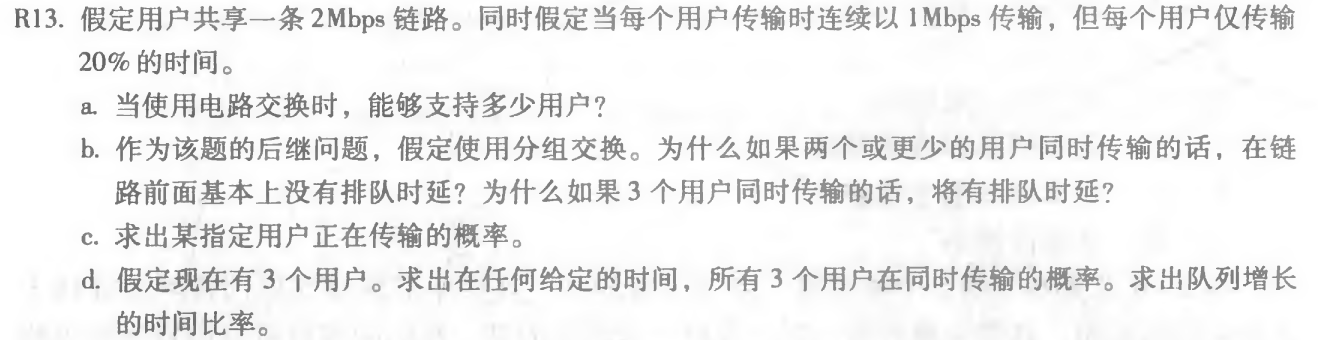 R13. 假定用户共享一条 2Mbps 链路。同时假定当每个用户传输时连续以 1Mbps 传输，但每个用户仅传输
20% 的时间。
a. 当使用电路交换时，能够支持多少用户？
b. 作为该题的后继问题，假定使用分组交换。为什么如果两个或更少的用户同时传输的话，在链
路前面基本上没有排队时延？为什么如果 3 个用户同时传输的话，将有排队时延？
c. 求出某指定用户正在传输的概率。
d. 假定现在有 3 个用户。求出在任何给定的时间，所有 3 个用户在同时传输的概率。求出队列增长
的时间比率。